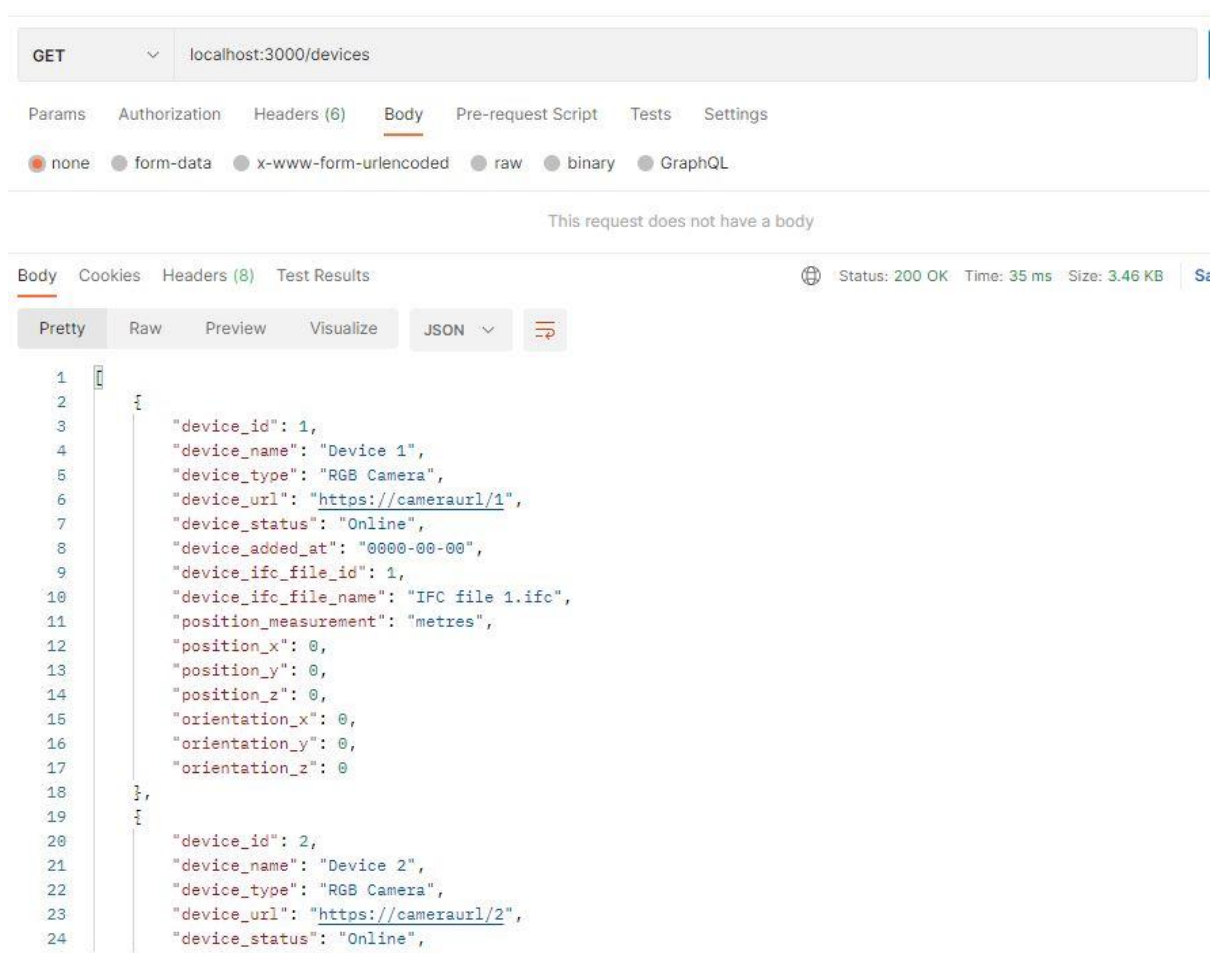 GET localhost:3000/devices
Params Authorization Headers (6) Body Pre-request Script Tests Settings
none form-data x-www-form-urlencoded raw binary GraphQL
This request does not have a body
Body Cookies Headers (8) Test Results Status: 200 OK Time: 35 ms Size: 3.46 KB Sa
Pretty Raw Preview Visualize JSON
1 [
2 {
3 "device_id": 1,
4 "device_name": "Device 1",
5 "device_type": "RGB Camera",
6 "device_url": "https://cameraurl/1",
7 "device_status": "Online",
8 "device_added_at": "0000-00-00",
9 "device_ifc_file_id": 1,
10 "device_ifc_file_name": "IFC file 1.ifc",
11 "position_measurement": "metres",
12 "position_x": 0,
13 "position_y": 0,
14 "position_z": 0,
15 "orientation_x": 0,
16 "orientation_y": 0,
17 "orientation_z": 0
18 },
19 {
20 "device_id": 2,
21 "device_name": "Device 2",
22 "device_type": "RGB Camera",
23 "device_url": "https://cameraurl/2",
24 "device_status": "Online",